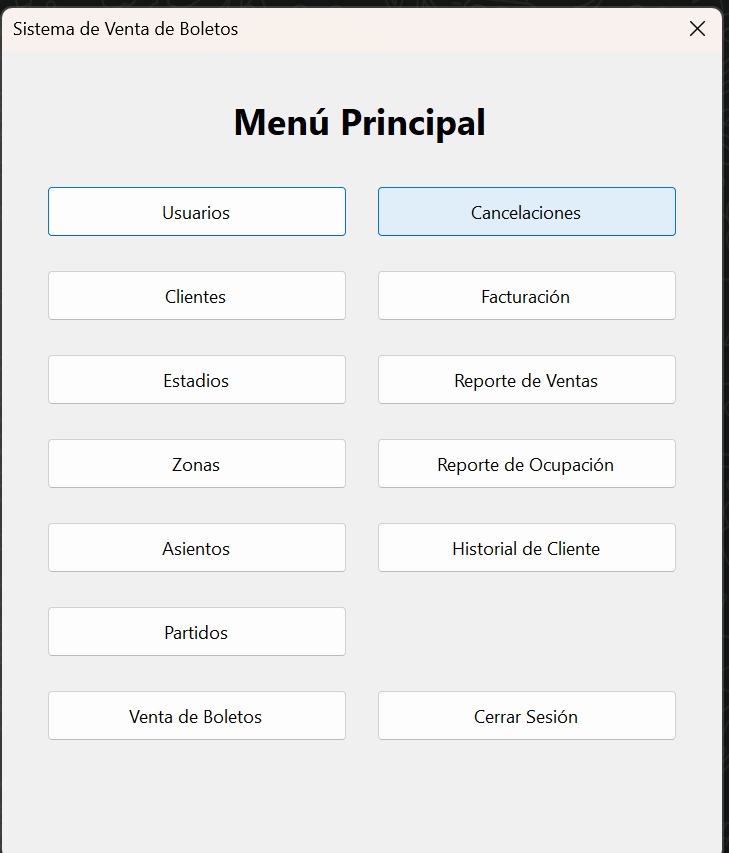 Sistema de Venta de Boletos
Menú Principal
Usuarios
Cancelaciones
Clientes
Facturación
Estadios
Reporte de Ventas
Zonas
Reporte de Ocupación
Asientos
Historial de Cliente
Partidos
Venta de Boletos
Cerrar Sesión